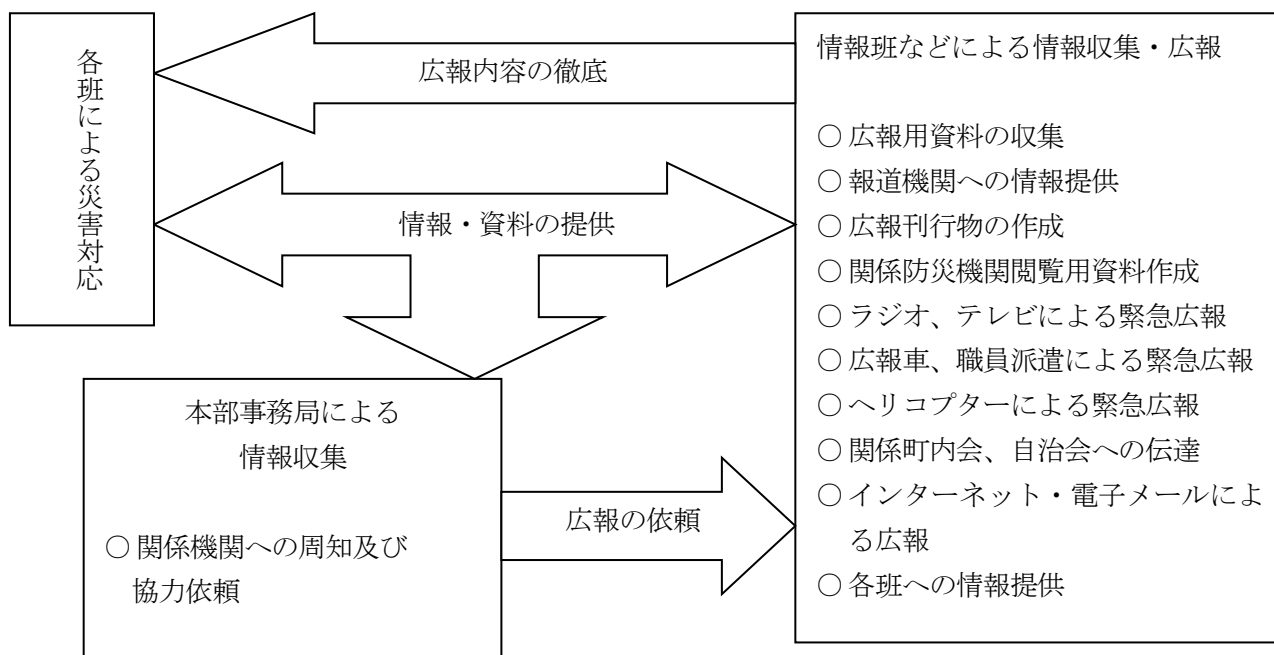 各班による災害対応
広報内容の徹底
情報・資料の提供
本部事務局による
情報収集
○ 関係機関への周知及び
協力依頼
広報の依頼
情報班などによる情報収集・広報
○ 広報用資料の収集
○ 報道機関への情報提供
○ 広報刊行物の作成
○ 関係防災機関閲覧用資料作成
○ ラジオ、テレビによる緊急広報
○ 広報車、職員派遣による緊急広報
○ ヘリコプターによる緊急広報
○ 関係町内会、自治会への伝達
○ インターネット・電子メールによ
る広報
○ 各班への情報提供